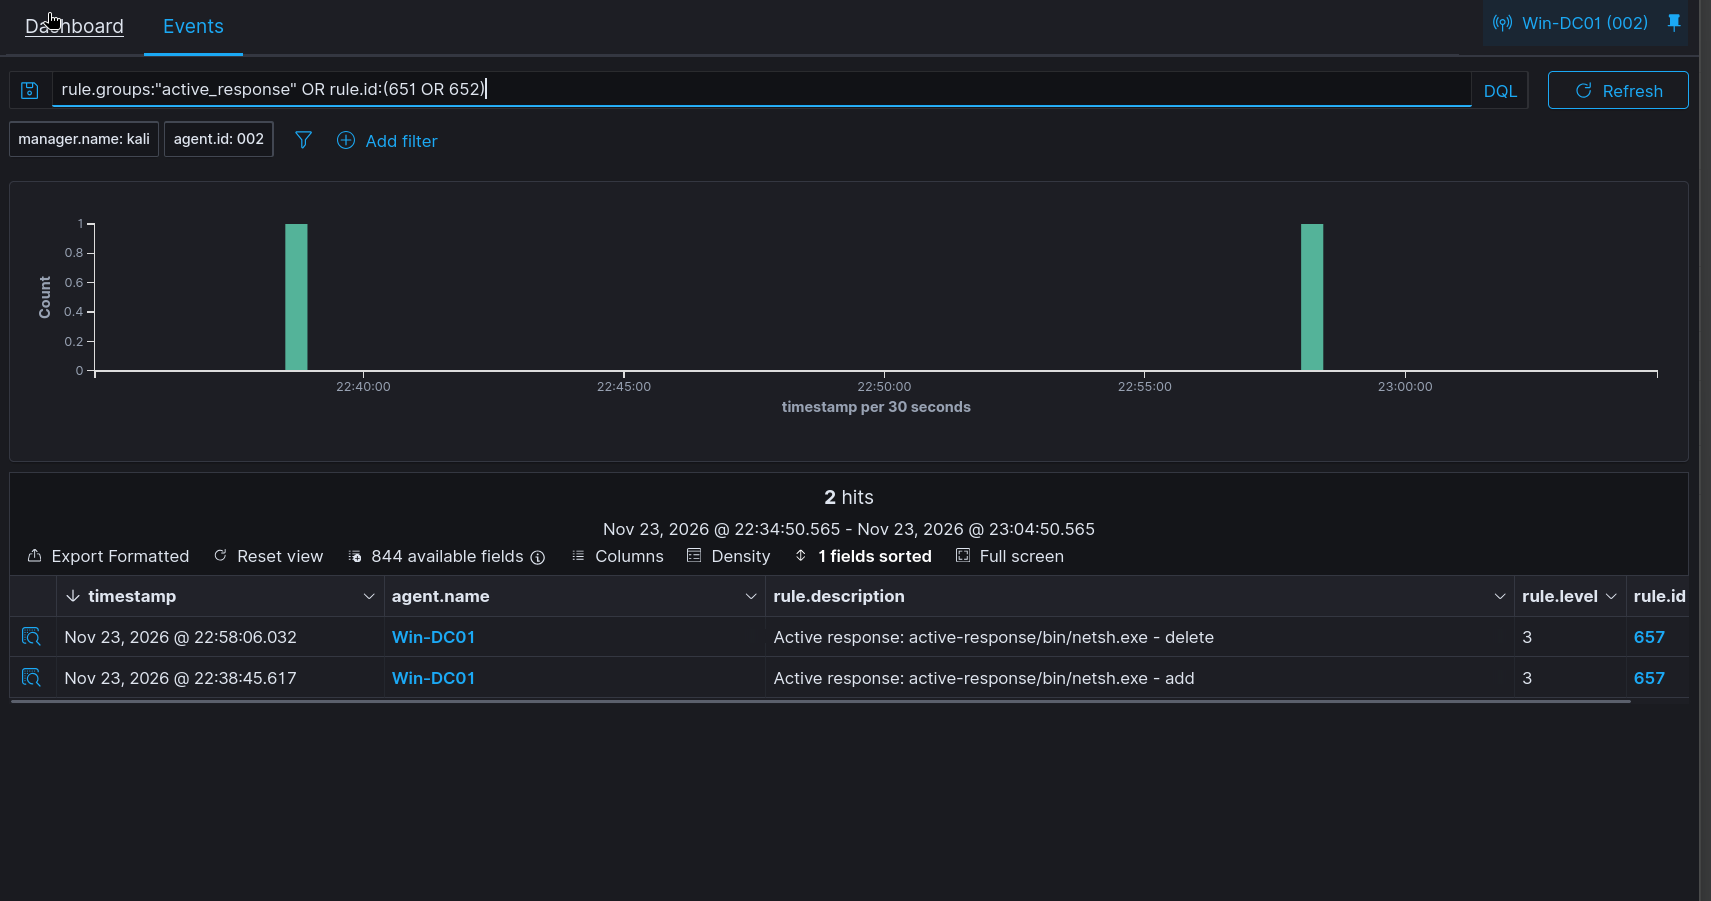 Dashboard Events Win-DC01 (002)
rule.groups:"active_response" OR rule.id:(651 OR 652) DQL Refresh
manager.name: kali agent.id: 002 Add filter
1
0.8
0.6
0.4
0.2
0
Count
22:40:00 22:45:00 22:50:00 22:55:00 23:00:00
timestamp per 30 seconds
2 hits
Nov 23, 2026 @ 22:34:50.565 - Nov 23, 2026 @ 23:04:50.565
Export Formatted Reset view 844 available fields Columns Density 1 fields sorted Full screen
timestamp agent.name rule.description rule.level rule.id
Nov 23, 2026 @ 22:58:06.032 Win-DC01 Active response: active-response/bin/netsh.exe - delete 3 657
Nov 23, 2026 @ 22:38:45.617 Win-DC01 Active response: active-response/bin/netsh.exe - add 3 657